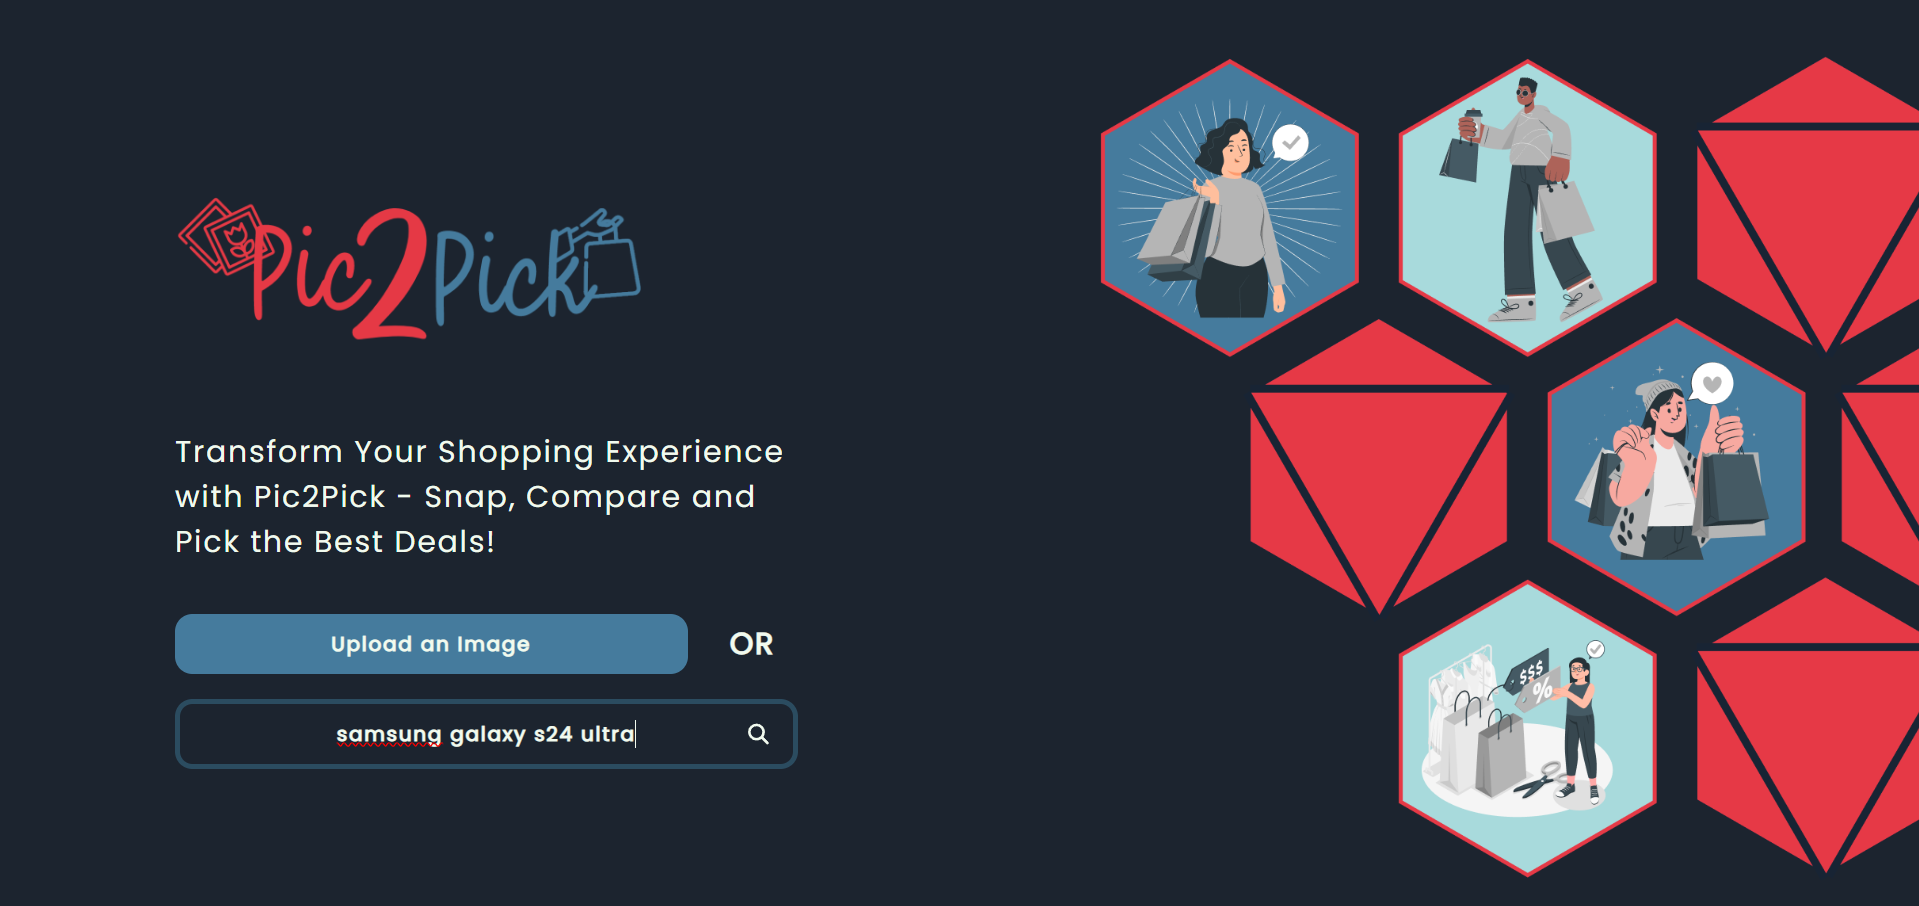 Pic2Pick
Transform Your Shopping Experience
with Pic2Pick - Snap, Compare and
Pick the Best Deals!
Upload an Image
OR
samsung galaxy s24 ultra
$$$
%